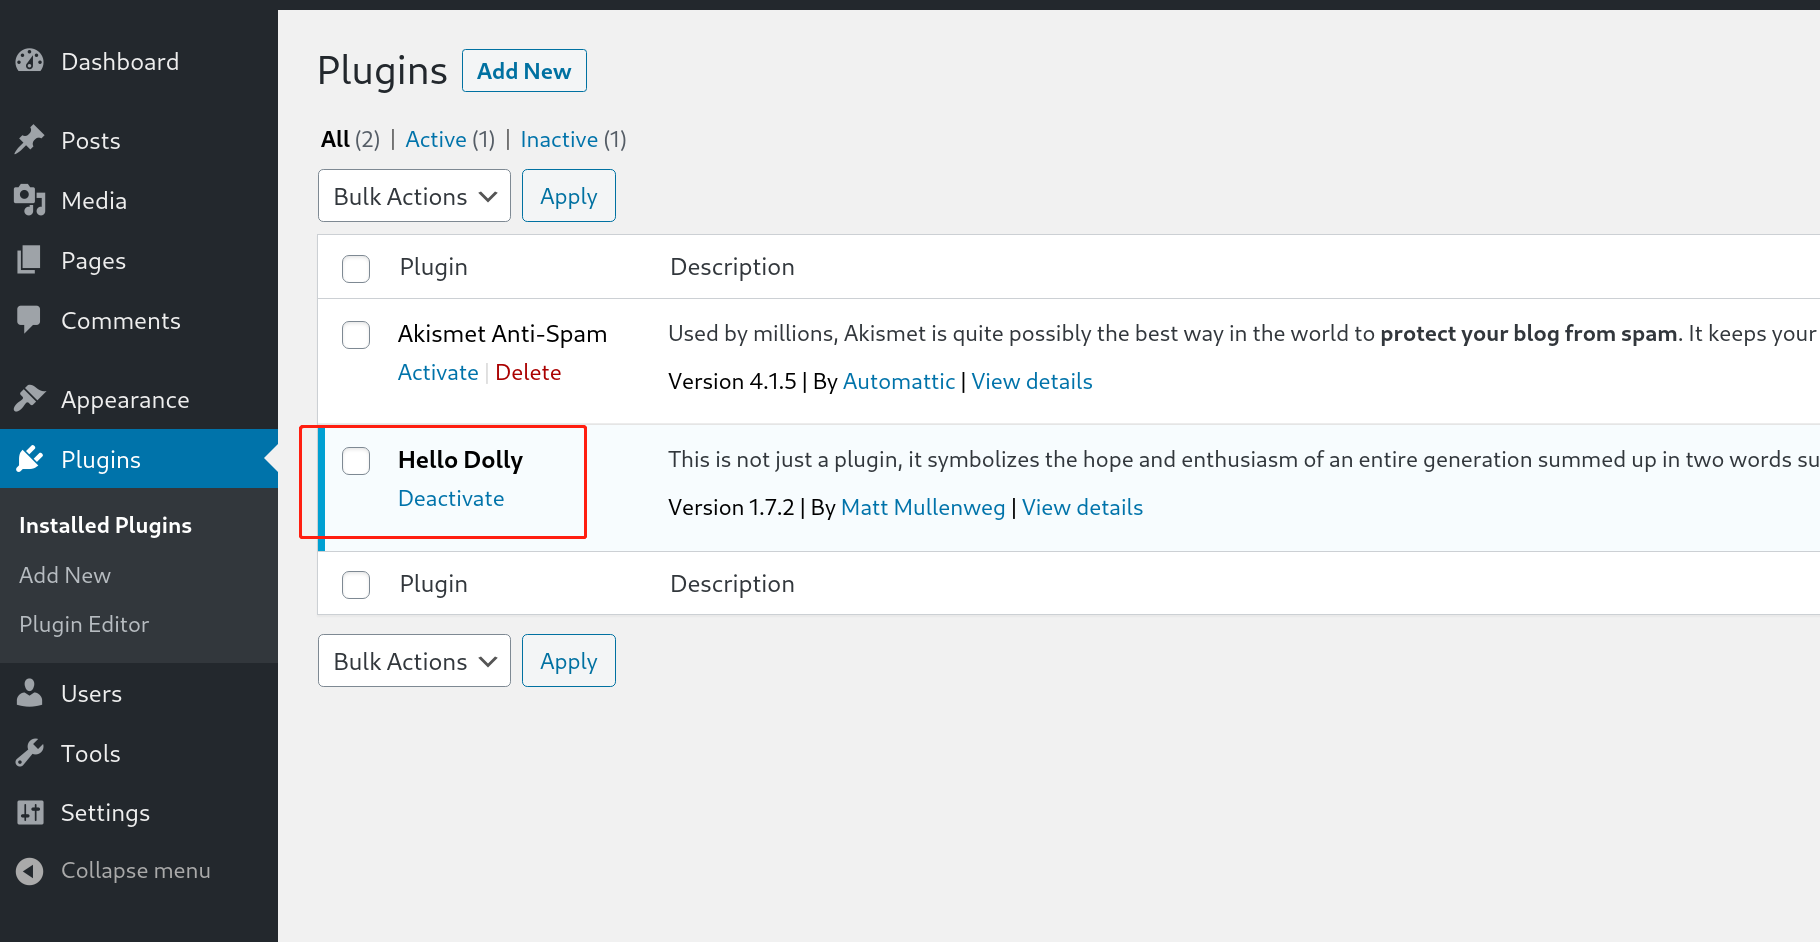 Dashboard
Posts
Media
Pages
Comments
Appearance
Plugins
Installed Plugins
Add New
Plugin Editor
Users
Tools
Settings
Collapse menu
Plugins Add New
All (2) | Active (1) | Inactive (1)
Bulk Actions Apply
Plugin Description
Akismet Anti-Spam Used by millions, Akismet is quite possibly the best way in the world to protect your blog from spam. It keeps your
Activate | Delete Version 4.1.5 | By Automattic | View details
Hello Dolly This is not just a plugin, it symbolizes the hope and enthusiasm of an entire generation summed up in two words su
Deactivate Version 1.7.2 | By Matt Mullenweg | View details
Plugin Description
Bulk Actions Apply